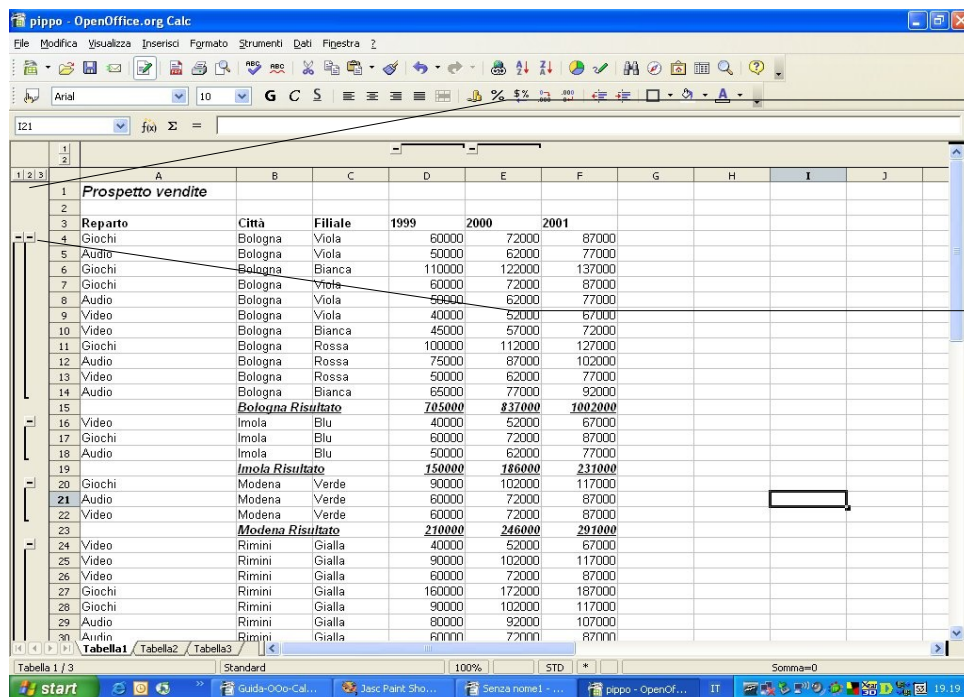 pippo - OpenOffice.org Calc
File Modifica Visualizza Inserisci Formato Strumenti Dati Finestra ?
Arial 10 G C S
I21 f(x) Σ =
1
2
1 2 3 A B C D E F G H I J
1 Prospetto vendite
2
3 Reparto Città Filiale 1999 2000 2001
4 Giochi Bologna Viola 60000 72000 87000
5 Audio Bologna Viola 50000 62000 77000
6 Giochi Bologna Bianca 110000 122000 137000
7 Giochi Bologna Viola 60000 72000 87000
8 Audio Bologna Viola 50000 62000 77000
9 Video Bologna Viola 40000 52000 67000
10 Video Bologna Bianca 45000 57000 72000
11 Giochi Bologna Rossa 100000 112000 127000
12 Audio Bologna Rossa 75000 87000 102000
13 Video Bologna Rossa 50000 62000 77000
14 Audio Bologna Bianca 65000 77000 92000
15 Bologna Risultato 705000 837000 1002000
16 Video Imola Blu 40000 52000 67000
17 Giochi Imola Blu 60000 72000 87000
18 Audio Imola Blu 50000 62000 77000
19 Imola Risultato 150000 186000 231000
20 Giochi Modena Verde 90000 102000 117000
21 Audio Modena Verde 60000 72000 87000
22 Video Modena Verde 60000 72000 87000
23 Modena Risultato 210000 246000 291000
24 Video Rimini Gialla 40000 52000 67000
25 Video Rimini Gialla 90000 102000 117000
26 Video Rimini Gialla 60000 72000 87000
27 Giochi Rimini Gialla 160000 172000 187000
28 Giochi Rimini Gialla 90000 102000 117000
29 Audio Rimini Gialla 80000 92000 107000
30 Audio Rimini Gialla 60000 72000 87000
Tabella1 Tabella2 Tabella3
Tabella 1 / 3 Standard 100% STD * Somma=0
start Guida-OOo-Cal... Jasc Paint Sho... Senza nome1 - ... pippo - OpenOf... IT 19.19